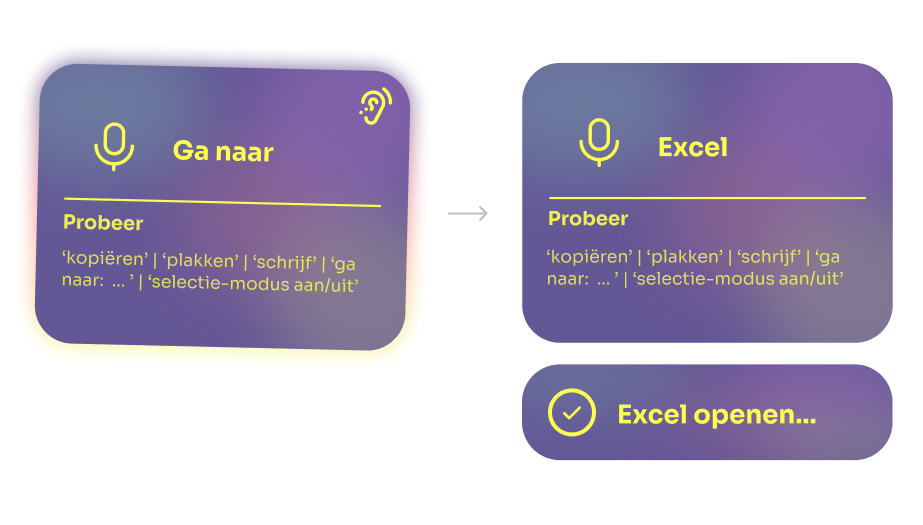 Ga naar
Probeer
‘kopiëren’ | ‘plakken’ | ‘schrijf’ | ‘ga
naar: ... ’ | ‘selectie-modus aan/uit’
Excel
Probeer
‘kopiëren’ | ‘plakken’ | ‘schrijf’ | ‘ga
naar: ... ’ | ‘selectie-modus aan/uit’
Excel openen...